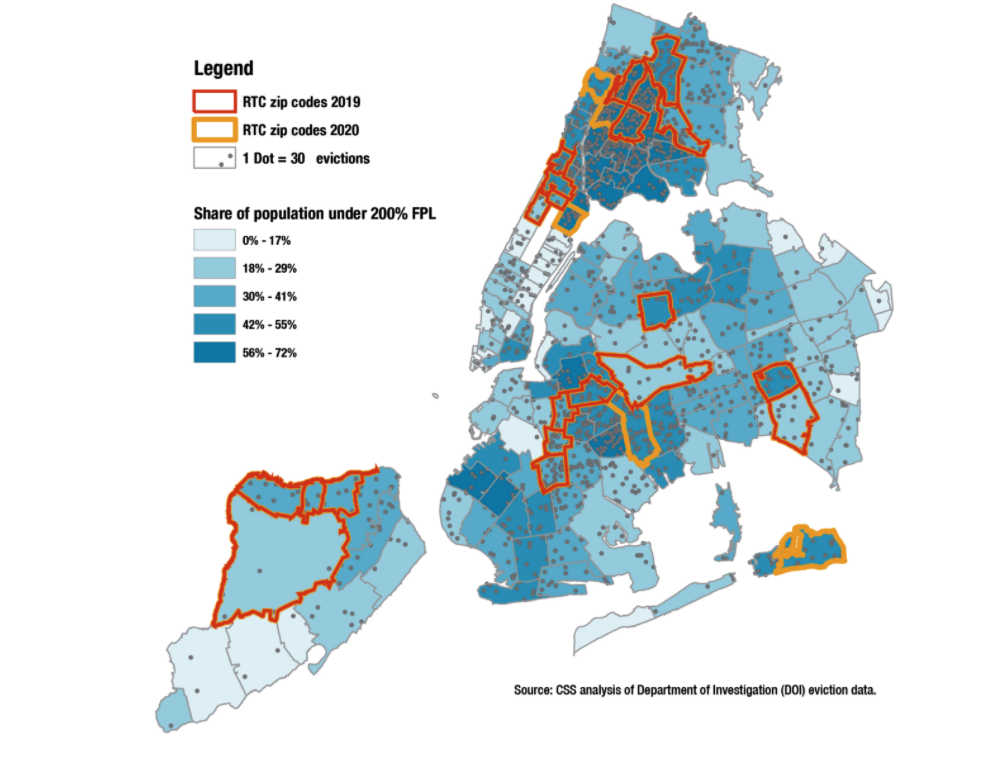 Legend
RTC zip codes 2019
RTC zip codes 2020
1 Dot = 30 evictions
Share of population under 200% FPL
0% - 17%
18% - 29%
30% - 41%
42% - 55%
56% - 72%
Source: CSS analysis of Department of Investigation (DOI) eviction data.